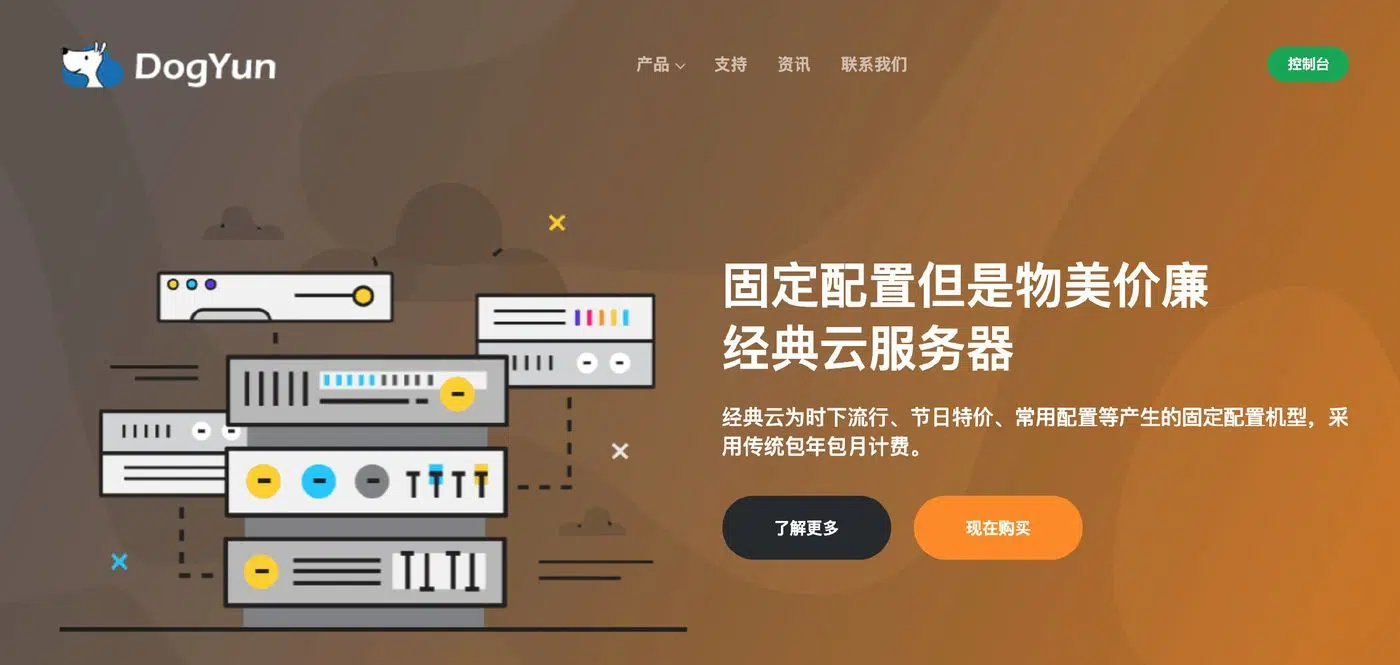 DogYun
产品
支持
资讯
联系我们
控制台
固定配置但是物美价廉
经典云服务器
经典云为时下流行、节日特价、常用配置等产生的固定配置机型，采
用传统包年包月计费。
了解更多
现在购买